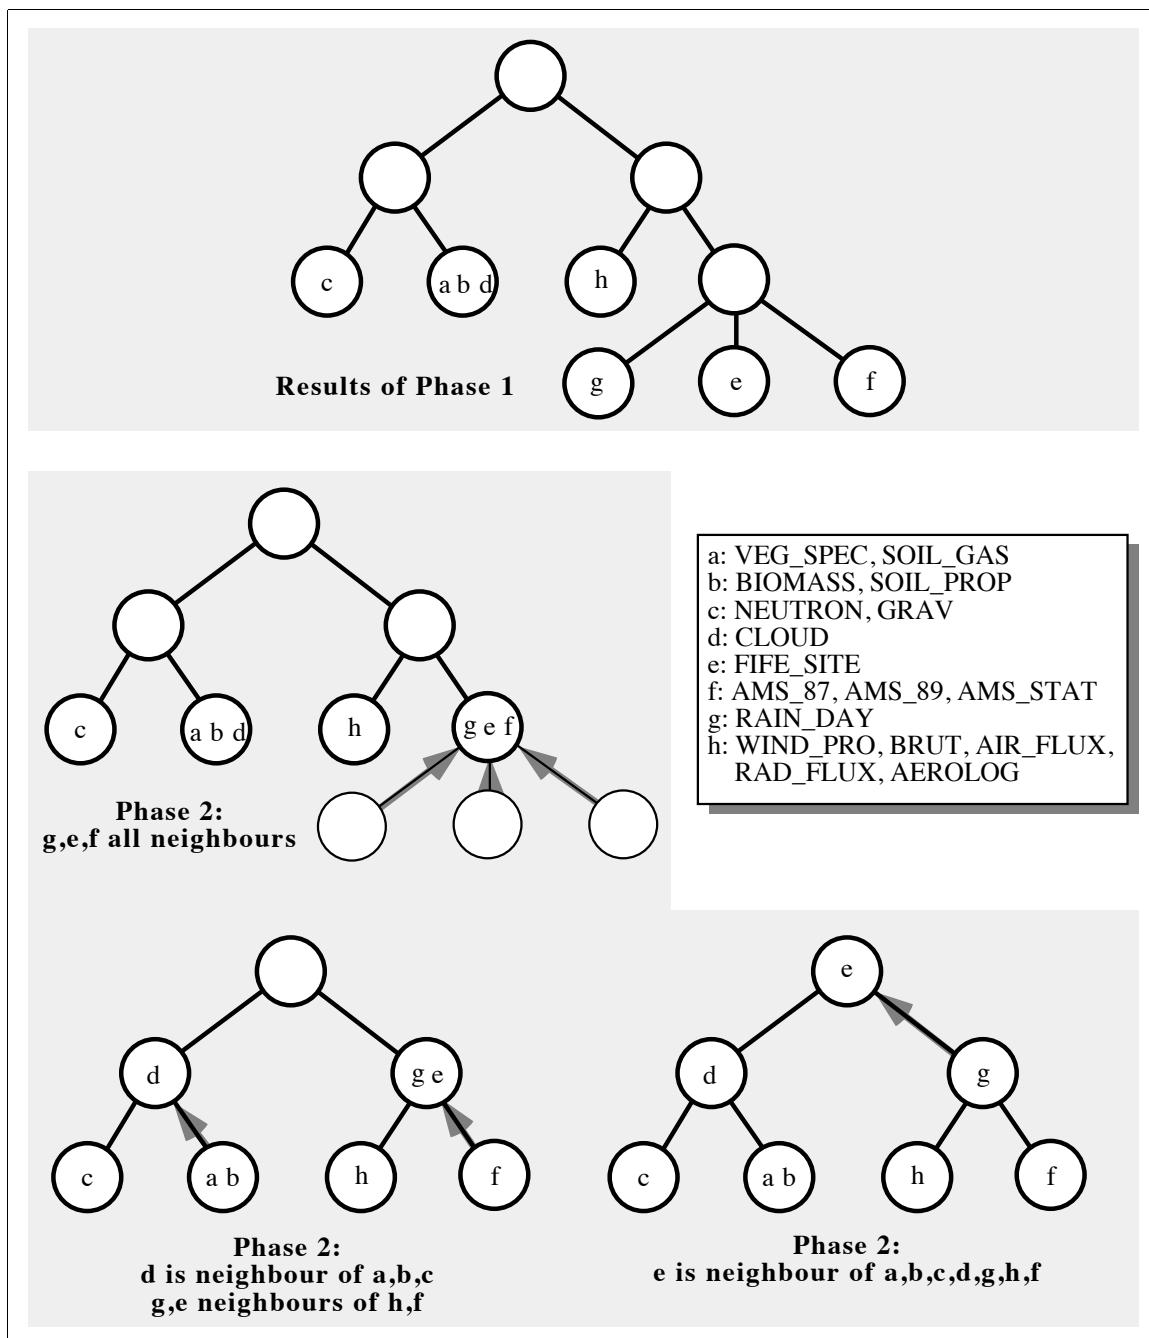 c
a b d
h
g
e
f
Results of Phase 1
c
a b d
h
g e f
Phase 2:
g,e,f all neighbours
a: VEG_SPEC, SOIL_GAS
b: BIOMASS, SOIL_PROP
c: NEUTRON, GRAV
d: CLOUD
e: FIFE_SITE
f: AMS_87, AMS_89, AMS_STAT
g: RAIN_DAY
h: WIND_PRO, BRUT, AIR_FLUX,
RAD_FLUX, AEROLOG
d
g e
c
a b
h
f
Phase 2:
d is neighbour of a,b,c
g,e neighbours of h,f
e
d
g
c
a b
h
f
Phase 2:
e is neighbour of a,b,c,d,g,h,f